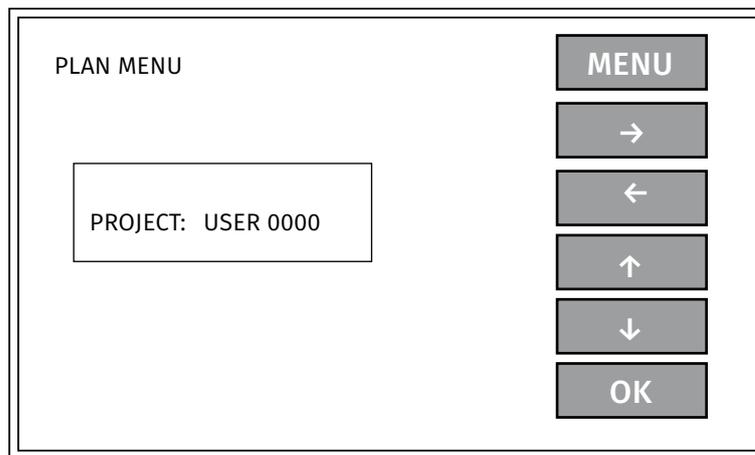 PLAN MENU
PROJECT: USER 0000
MENU
→
←
↑
↓
OK